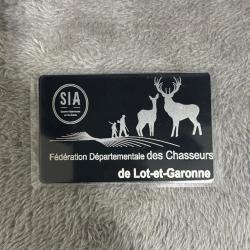 SIA
Fédération Départementale des Chasseurs
de Lot-et-Garonne